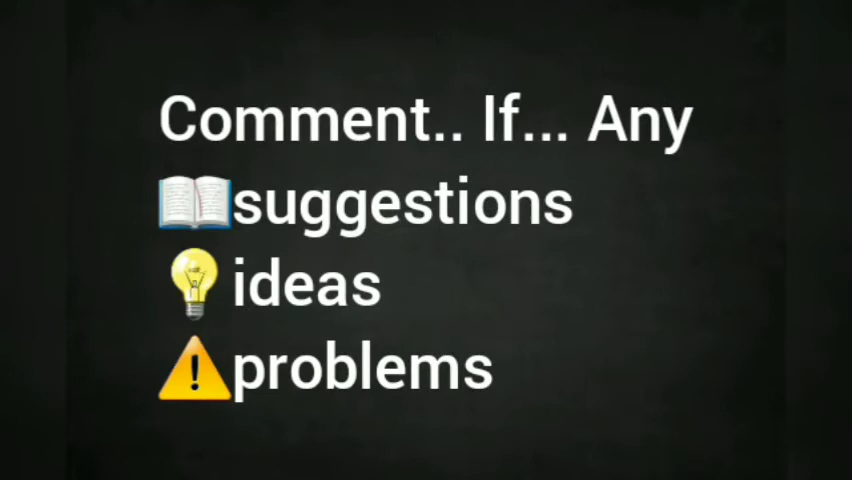 Comment.. If... Any
📖suggestions
💡ideas
⚠️problems